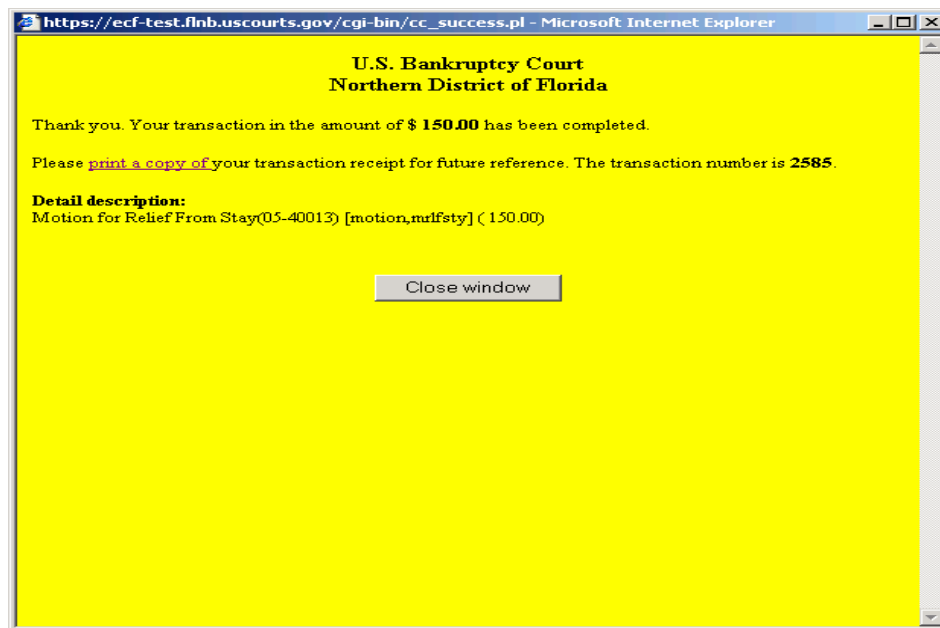 https://ecf-test.flnb.uscourts.gov/cgi-bin/cc_success.pl - Microsoft Internet Explorer
U.S. Bankruptcy Court
Northern District of Florida
Thank you. Your transaction in the amount of $ 150.00 has been completed.
Please print a copy of your transaction receipt for future reference. The transaction number is 2585.
Detail description:
Motion for Relief From Stay(05-40013) [motion,mrlfsty] ( 150.00)
Close window